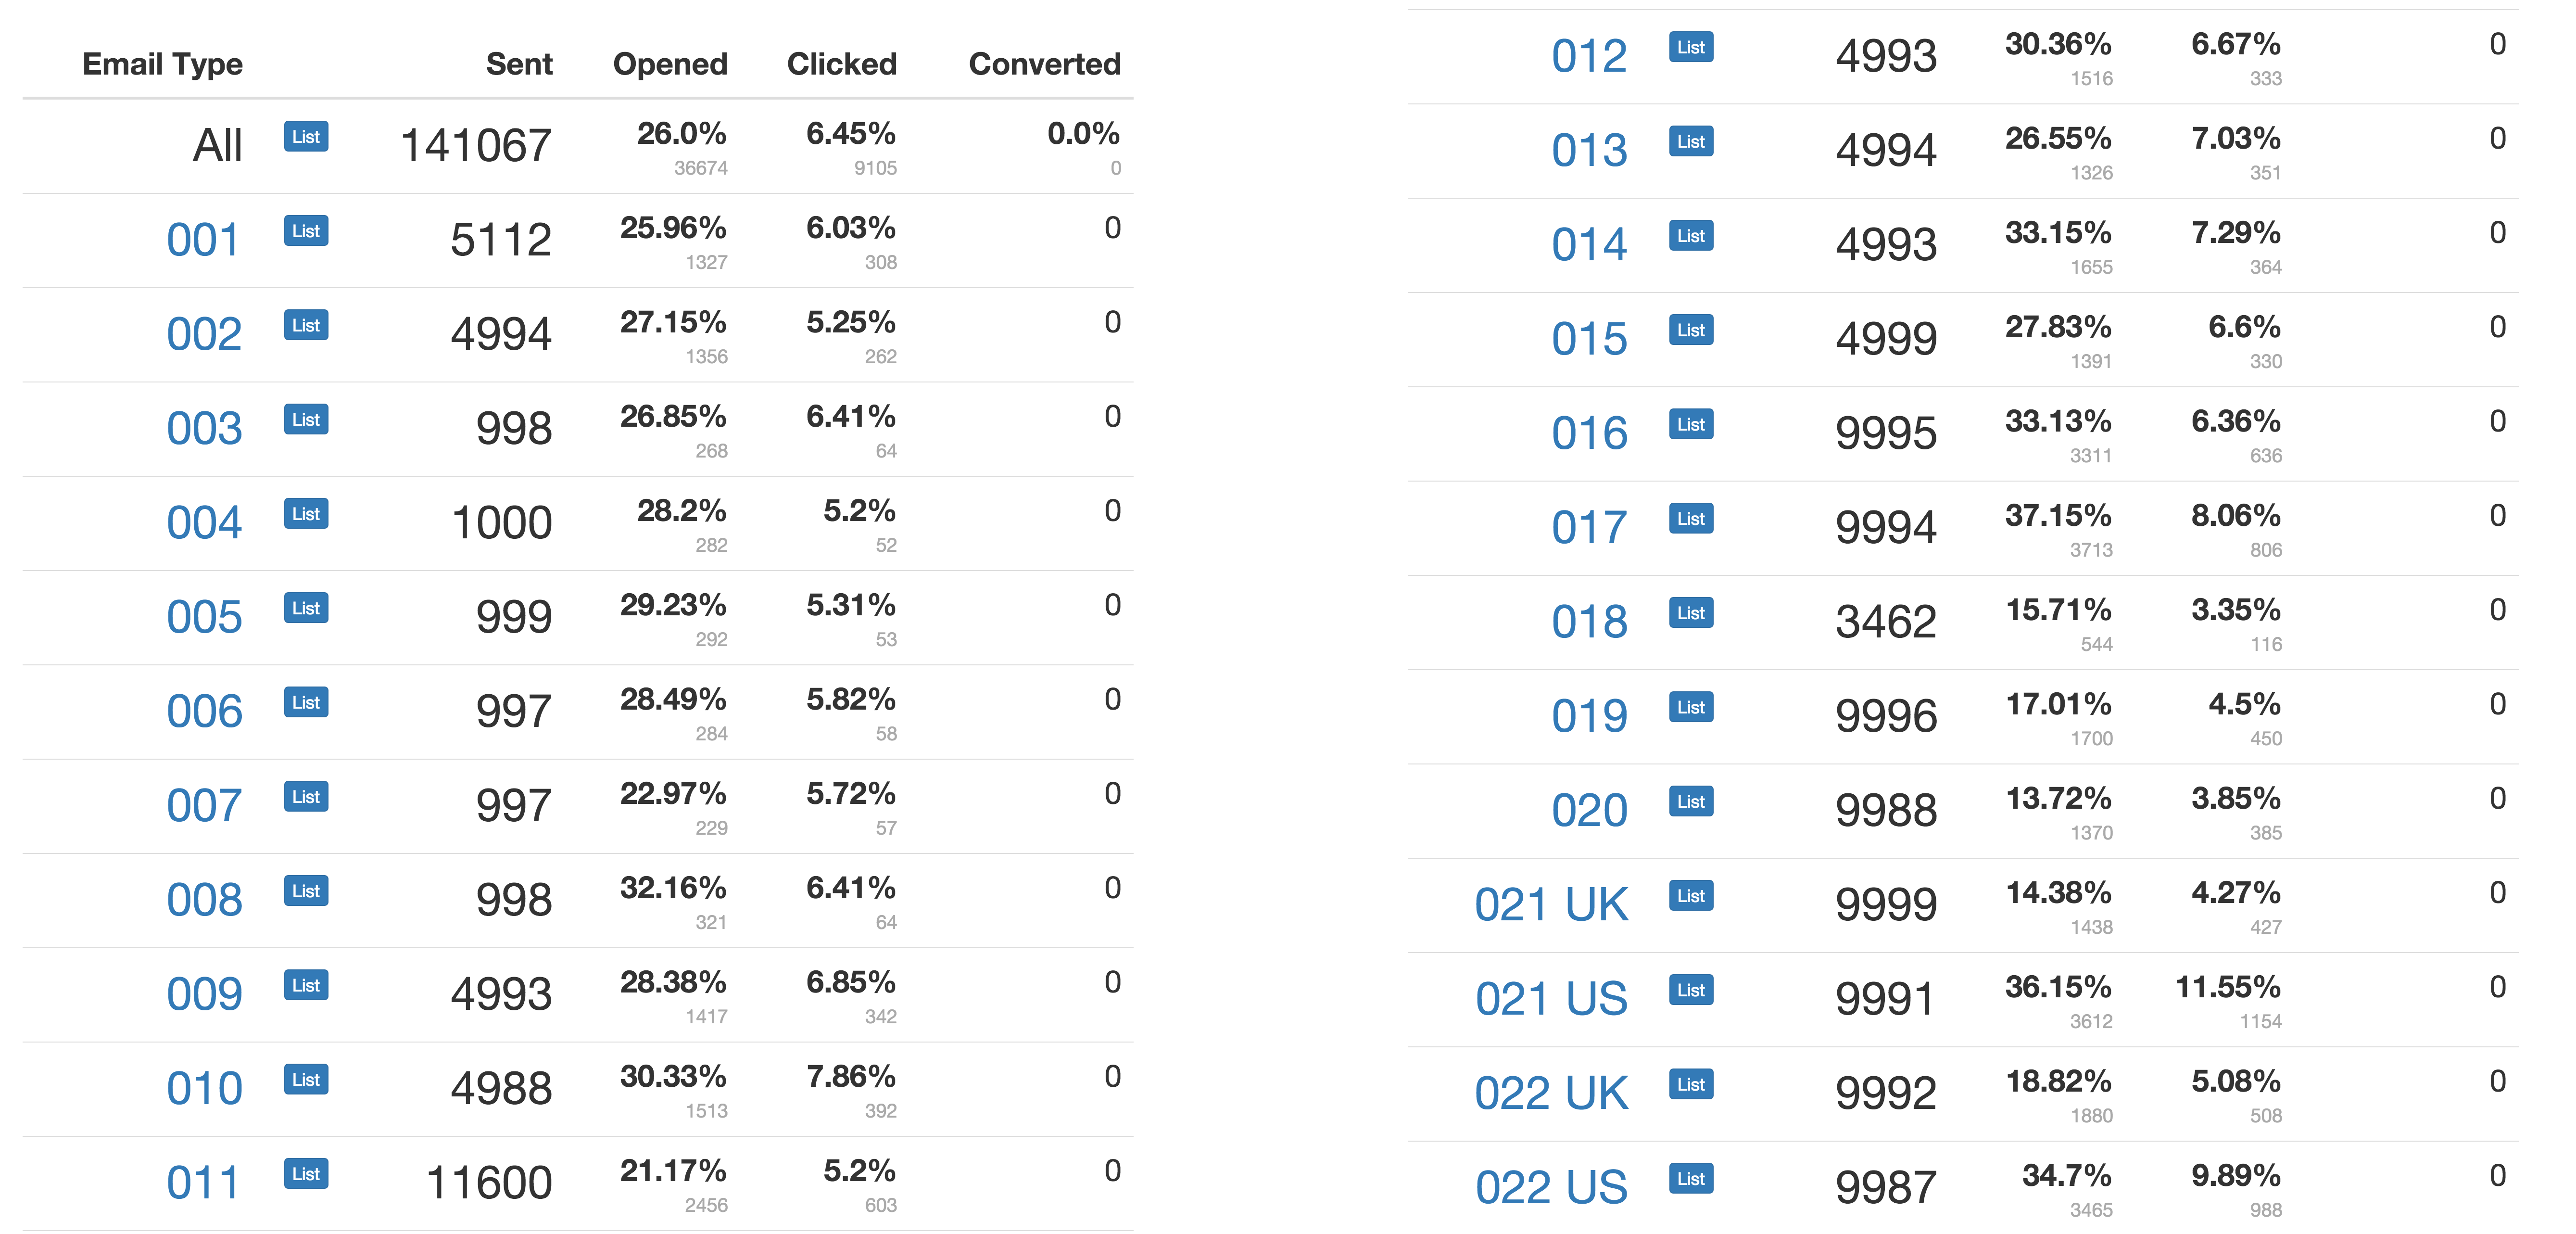 Email Type Sent Opened Clicked Converted
All List 141067 26.0% 6.45% 0.0%
36674 9105 0
001 List 5112 25.96% 6.03% 0
1327 308
002 List 4994 27.15% 5.25% 0
1356 262
003 List 998 26.85% 6.41% 0
268 64
004 List 1000 28.2% 5.2% 0
282 52
005 List 999 29.23% 5.31% 0
292 53
006 List 997 28.49% 5.82% 0
284 58
007 List 997 22.97% 5.72% 0
229 57
008 List 998 32.16% 6.41% 0
321 64
009 List 4993 28.38% 6.85% 0
1417 342
010 List 4988 30.33% 7.86% 0
1513 392
011 List 11600 21.17% 5.2% 0
2456 603
012 List 4993 30.36% 6.67% 0
1516 333
013 List 4994 26.55% 7.03% 0
1326 351
014 List 4993 33.15% 7.29% 0
1655 364
015 List 4999 27.83% 6.6% 0
1391 330
016 List 9995 33.13% 6.36% 0
3311 636
017 List 9994 37.15% 8.06% 0
3713 806
018 List 3462 15.71% 3.35% 0
544 116
019 List 9996 17.01% 4.5% 0
1700 450
020 List 9988 13.72% 3.85% 0
1370 385
021 UK List 9999 14.38% 4.27% 0
1438 427
021 US List 9991 36.15% 11.55% 0
3612 1154
022 UK List 9992 18.82% 5.08% 0
1880 508
022 US List 9987 34.7% 9.89% 0
3465 988